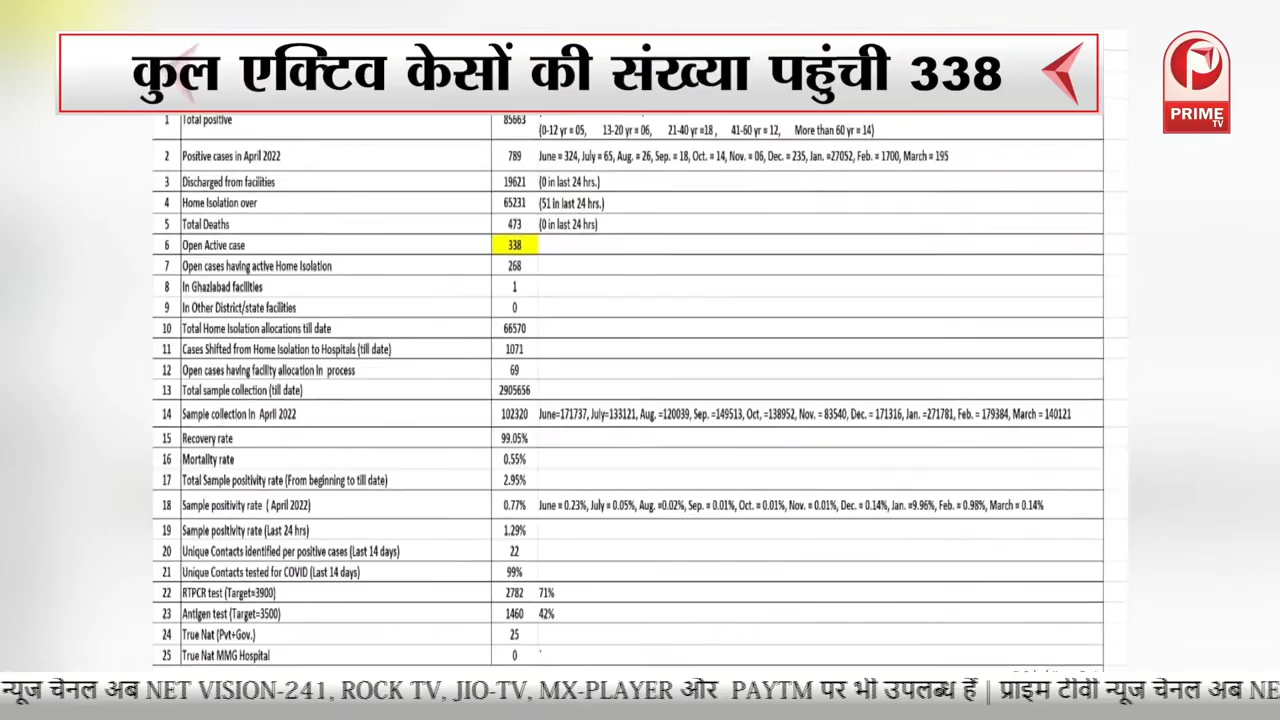 कुल एक्टिव केसों की संख्या पहुंची 338
PRIME
TV
1 Total positive 85663
(0-12 yr = 05, 13-20 yr = 06, 21-40 yr =18 , 41-60 yr = 12, More than 60 yr = 14)
2 Positive cases in April 2022 789 June = 324, July = 65, Aug. = 26, Sep. = 18, Oct. = 14, Nov. = 06, Dec. = 235, Jan. =27052, Feb. = 1700, March = 195
3 Discharged from facilities 19621 (0 in last 24 hrs.)
4 Home Isolation over 65231 (51 in last 24 hrs.)
5 Total Deaths 473 (0 in last 24 hrs)
6 Open Active case 338
7 Open cases having active Home Isolation 268
8 In Ghaziabad facilities 1
9 In Other District/state facilities 0
10 Total Home Isolation allocations till date 66570
11 Cases Shifted from Home Isolation to Hospitals (till date) 1071
12 Open cases having facility allocation in process 69
13 Total sample collection (till date) 2905656
14 Sample collection in April 2022 102320 June=171737, July=133121, Aug. =120039, Sep. =149513, Oct, =138952, Nov. = 83540, Dec. = 171316, Jan. =271781, Feb. = 179384, March = 140121
15 Recovery rate 99.05%
16 Mortality rate 0.55%
17 Total Sample positivity rate (From beginning to till date) 2.95%
18 Sample positivity rate ( April 2022) 0.77% June = 0.23%, July = 0.05%, Aug. =0.02%, Sep. = 0.01%, Oct. = 0.01%, Nov. = 0.01%, Dec. = 0.14%, Jan. =9.96%, Feb. = 0.98%, March = 0.14%
19 Sample positivity rate (Last 24 hrs) 1.29%
20 Unique Contacts identified per positive cases (Last 14 days) 22
21 Unique Contacts tested for COVID (Last 14 days) 99%
22 RTPCR test (Target=3900) 2782 71%
23 Antigen test (Target=3500) 1460 42%
24 True Nat (Pvt+Gov.) 25
25 True Nat MMG Hospital 0
न्यूज चैनल अब NET VISION-241, ROCK TV, JIO-TV, MX-PLAYER और PAYTM पर भी उपलब्ध हैं | प्राइम टीवी न्यूज चैनल अब NE